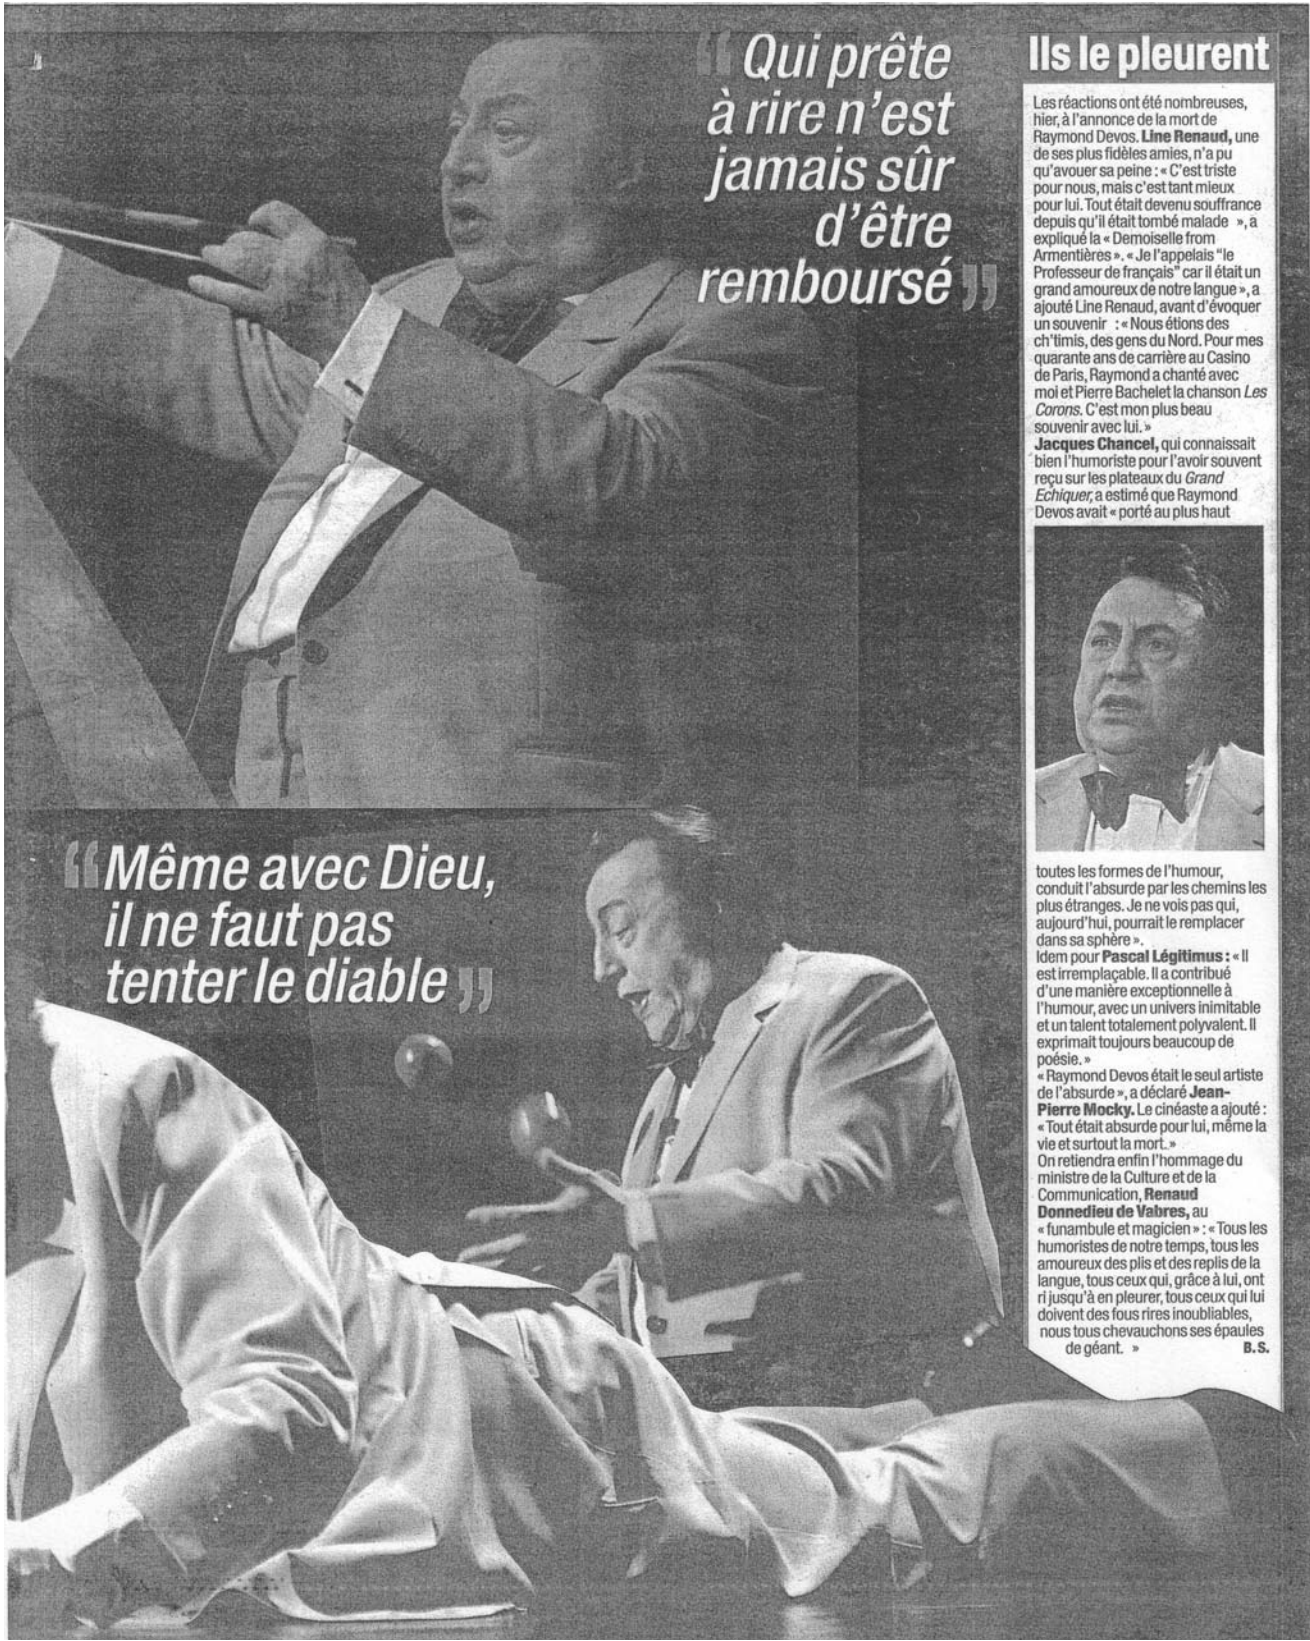 “ Qui prête
à rire n’est
jamais sûr
d’être
remboursé ”
“ Même avec Dieu,
il ne faut pas
tenter le diable ”
Ils le pleurent
Les réactions ont été nombreuses,
hier, à l’annonce de la mort de
Raymond Devos. Line Renaud, une
de ses plus fidèles amies, n’a pu
qu’avouer sa peine : « C’est triste
pour nous, mais c’est tant mieux
pour lui. Tout était devenu souffrance
depuis qu’il était tombé malade », a
expliqué la « Demoiselle from
Armentières ». « Je l’appelais “le
Professeur de français” car il était un
grand amoureux de notre langue », a
ajouté Line Renaud, avant d’évoquer
un souvenir : « Nous étions des
ch’timis, des gens du Nord. Pour mes
quarante ans de carrière au Casino
de Paris, Raymond a chanté avec
moi et Pierre Bachelet la chanson Les
Corons. C’est mon plus beau
souvenir avec lui. »
Jacques Chancel, qui connaissait
bien l’humoriste pour l’avoir souvent
reçu sur les plateaux du Grand
Echiquer, a estimé que Raymond
Devos avait « porté au plus haut
toutes les formes de l’humour,
conduit l’absurde par les chemins les
plus étranges. Je ne vois pas qui,
aujourd’hui, pourrait le remplacer
dans sa sphère ».
Idem pour Pascal Légitimus : « Il
est irremplaçable. Il a contribué
d’une manière exceptionnelle à
l’humour, avec un univers inimitable
et un talent totalement polyvalent. Il
exprimait toujours beaucoup de
poésie. »
« Raymond Devos était le seul artiste
de l’absurde », a déclaré Jean-
Pierre Mocky. Le cinéaste a ajouté :
« Tout était absurde pour lui, même la
vie et surtout la mort. »
On retiendra enfin l’hommage du
ministre de la Culture et de la
Communication, Renaud
Donnedieu de Vabres, au
« funambule et magicien » : « Tous les
humoristes de notre temps, tous les
amoureux des plis et des replis de la
langue, tous ceux qui, grâce à lui, ont
ri jusqu’à en pleurer, tous ceux qui lui
doivent des fous rires inoubliables,
nous tous chevauchons ses épaules
de géant. » B. S.